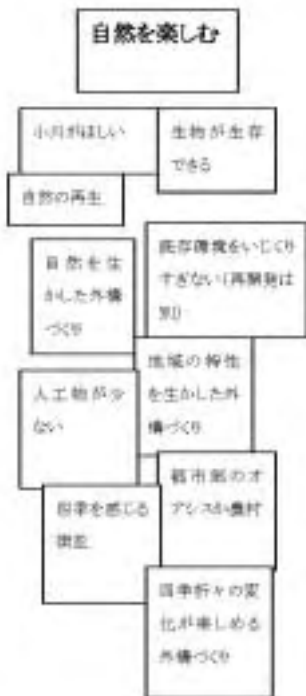 自然を楽しむ
小川がほしい
生物が生存
できる
自然の再生
既存環境をいじくり
すぎない(再開発は
別)
自然を生
かした外構
づくり
地域の特性
を生かした外
構づくり
人工物が少
ない
都市部のオ
アシスか農村
四季を感じる
四季折々の変
化が楽しめる
外構づくり